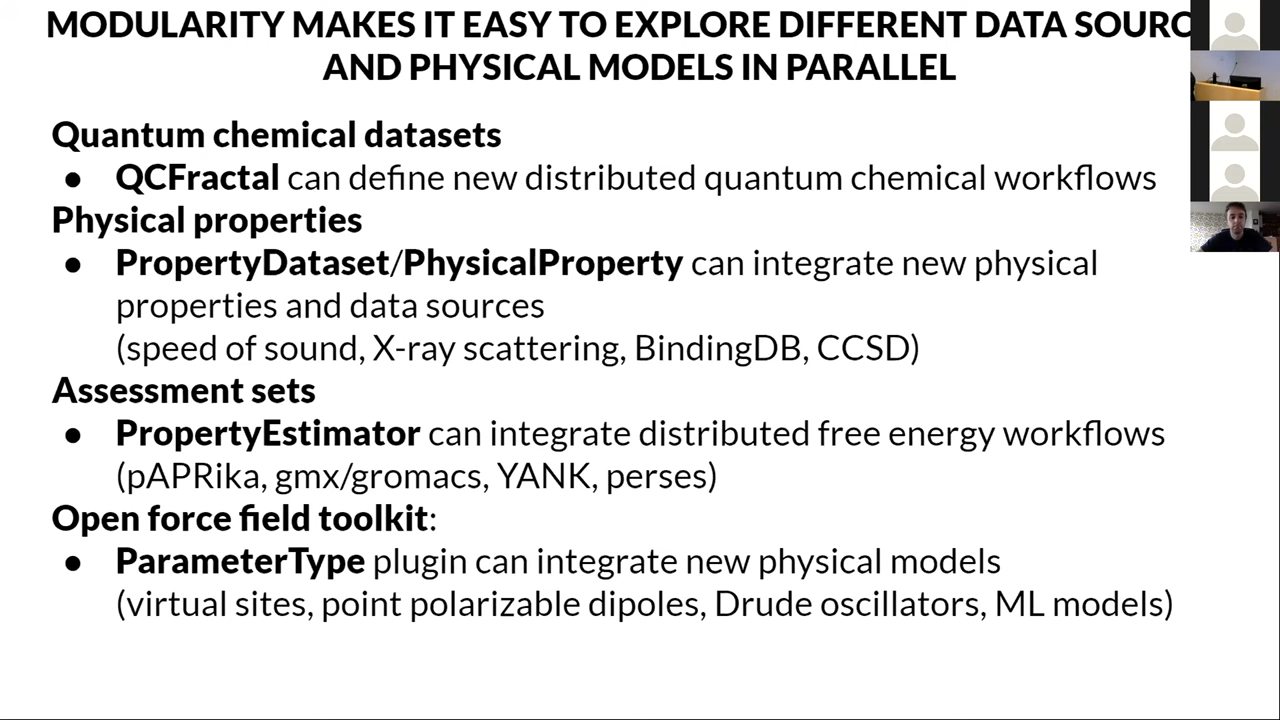 MODULARITY MAKES IT EASY TO EXPLORE DIFFERENT DATA
AND PHYSICAL MODELS IN PARALLEL
Quantum chemical datasets
● QCFractal can define new distributed quantum chemical workflows
Physical properties
● PropertyDataset/PhysicalProperty can integrate new physical
properties and data sources
(speed of sound, X-ray scattering, BindingDB, CCSD)
Assessment sets
● PropertyEstimator can integrate distributed free energy workflows
(pAPRika, gmx/gromacs, YANK, perses)
Open force field toolkit:
● ParameterType plugin can integrate new physical models
(virtual sites, point polarizable dipoles, Drude oscillators, ML models)